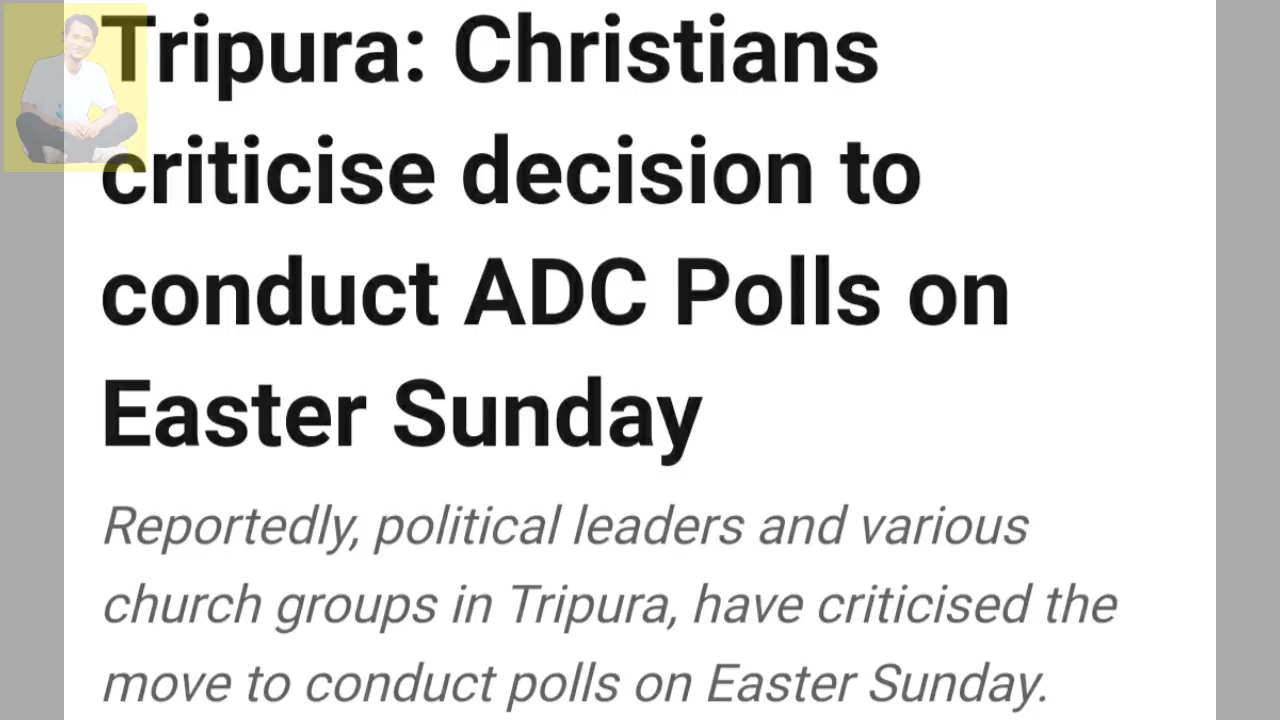 Tripura: Christians
criticise decision to
conduct ADC Polls on
Easter Sunday
Reportedly, political leaders and various
church groups in Tripura, have criticised the
move to conduct polls on Easter Sunday.